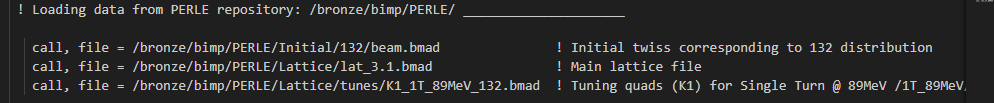 ! Loading data from PERLE repository: /bronze/bimp/PERLE/ ____________________
call, file = /bronze/bimp/PERLE/Initial/132/beam.bmad ! Initial twiss corresponding to 132 distribution
call, file = /bronze/bimp/PERLE/Lattice/lat_3.1.bmad ! Main lattice file
call, file = /bronze/bimp/PERLE/Lattice/tunes/K1_1T_89MeV_132.bmad ! Tuning quads (K1) for Single Turn @ 89MeV /1T_89MeV/